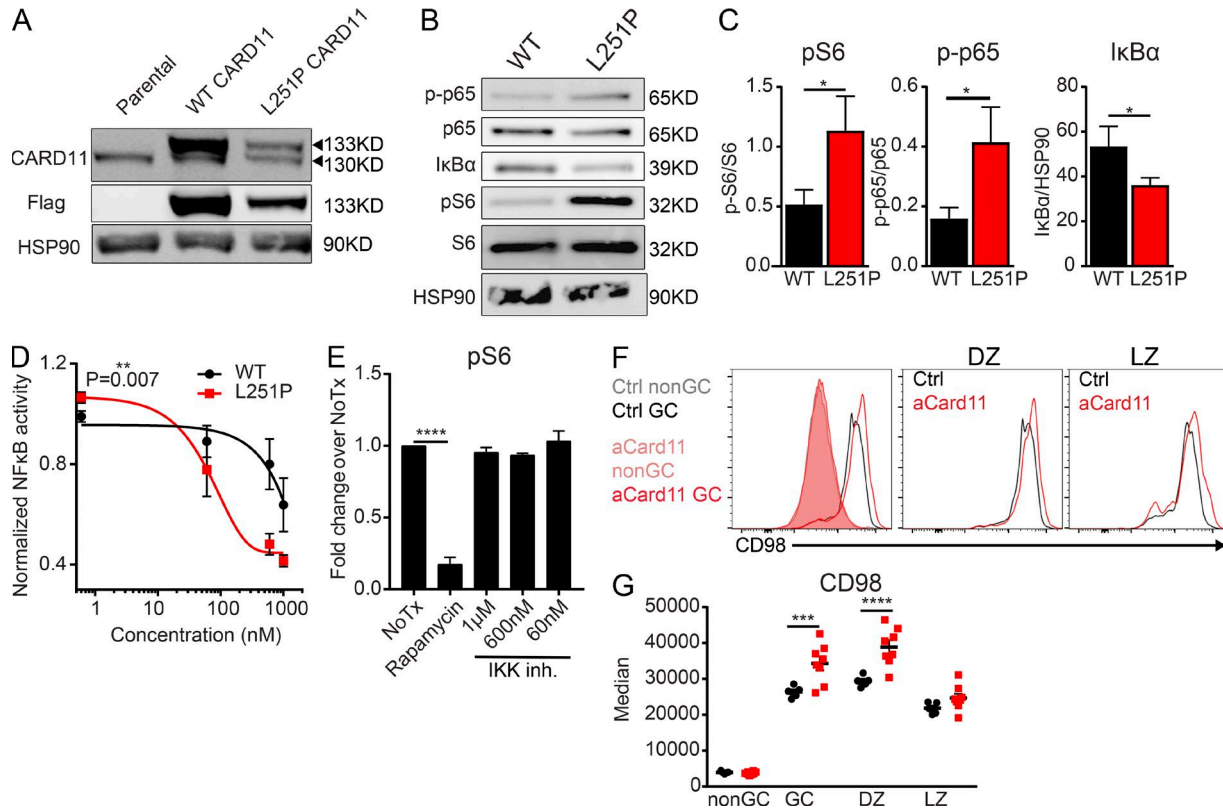 A
Parental
WT CARD11
L251P CARD11
CARD11
133KD
130KD
Flag
133KD
HSP90
90KD
B
WT
L251P
p-p65
65KD
p65
65KD
IκBα
39KD
pS6
32KD
S6
32KD
HSP90
90KD
C
pS6
p-S6/S6
1.5
1.0
0.5
0.0
*
WT L251P
p-p65
p-p65/p65
0.6
0.4
0.2
0.0
*
WT L251P
IκBα
IκBα/HSP90
80
60
40
20
0
*
WT L251P
D
Normalized NFκB activity
1.2
1.0
0.8
0.6
0.4
**
P=0.007
WT
L251P
1 10 100 1000
Concentration (nM)
E
pS6
Fold change over NoTx
1.5
1.0
0.5
0.0
****
NoTx
Rapamycin
1µM
600nM
60nM
IKK inh.
F
Ctrl nonGC
Ctrl GC
aCard11
nonGC
aCard11 GC
DZ
Ctrl
aCard11
LZ
Ctrl
aCard11
CD98
G
CD98
Median
50000
40000
30000
20000
10000
0
***
****
nonGC GC DZ LZ